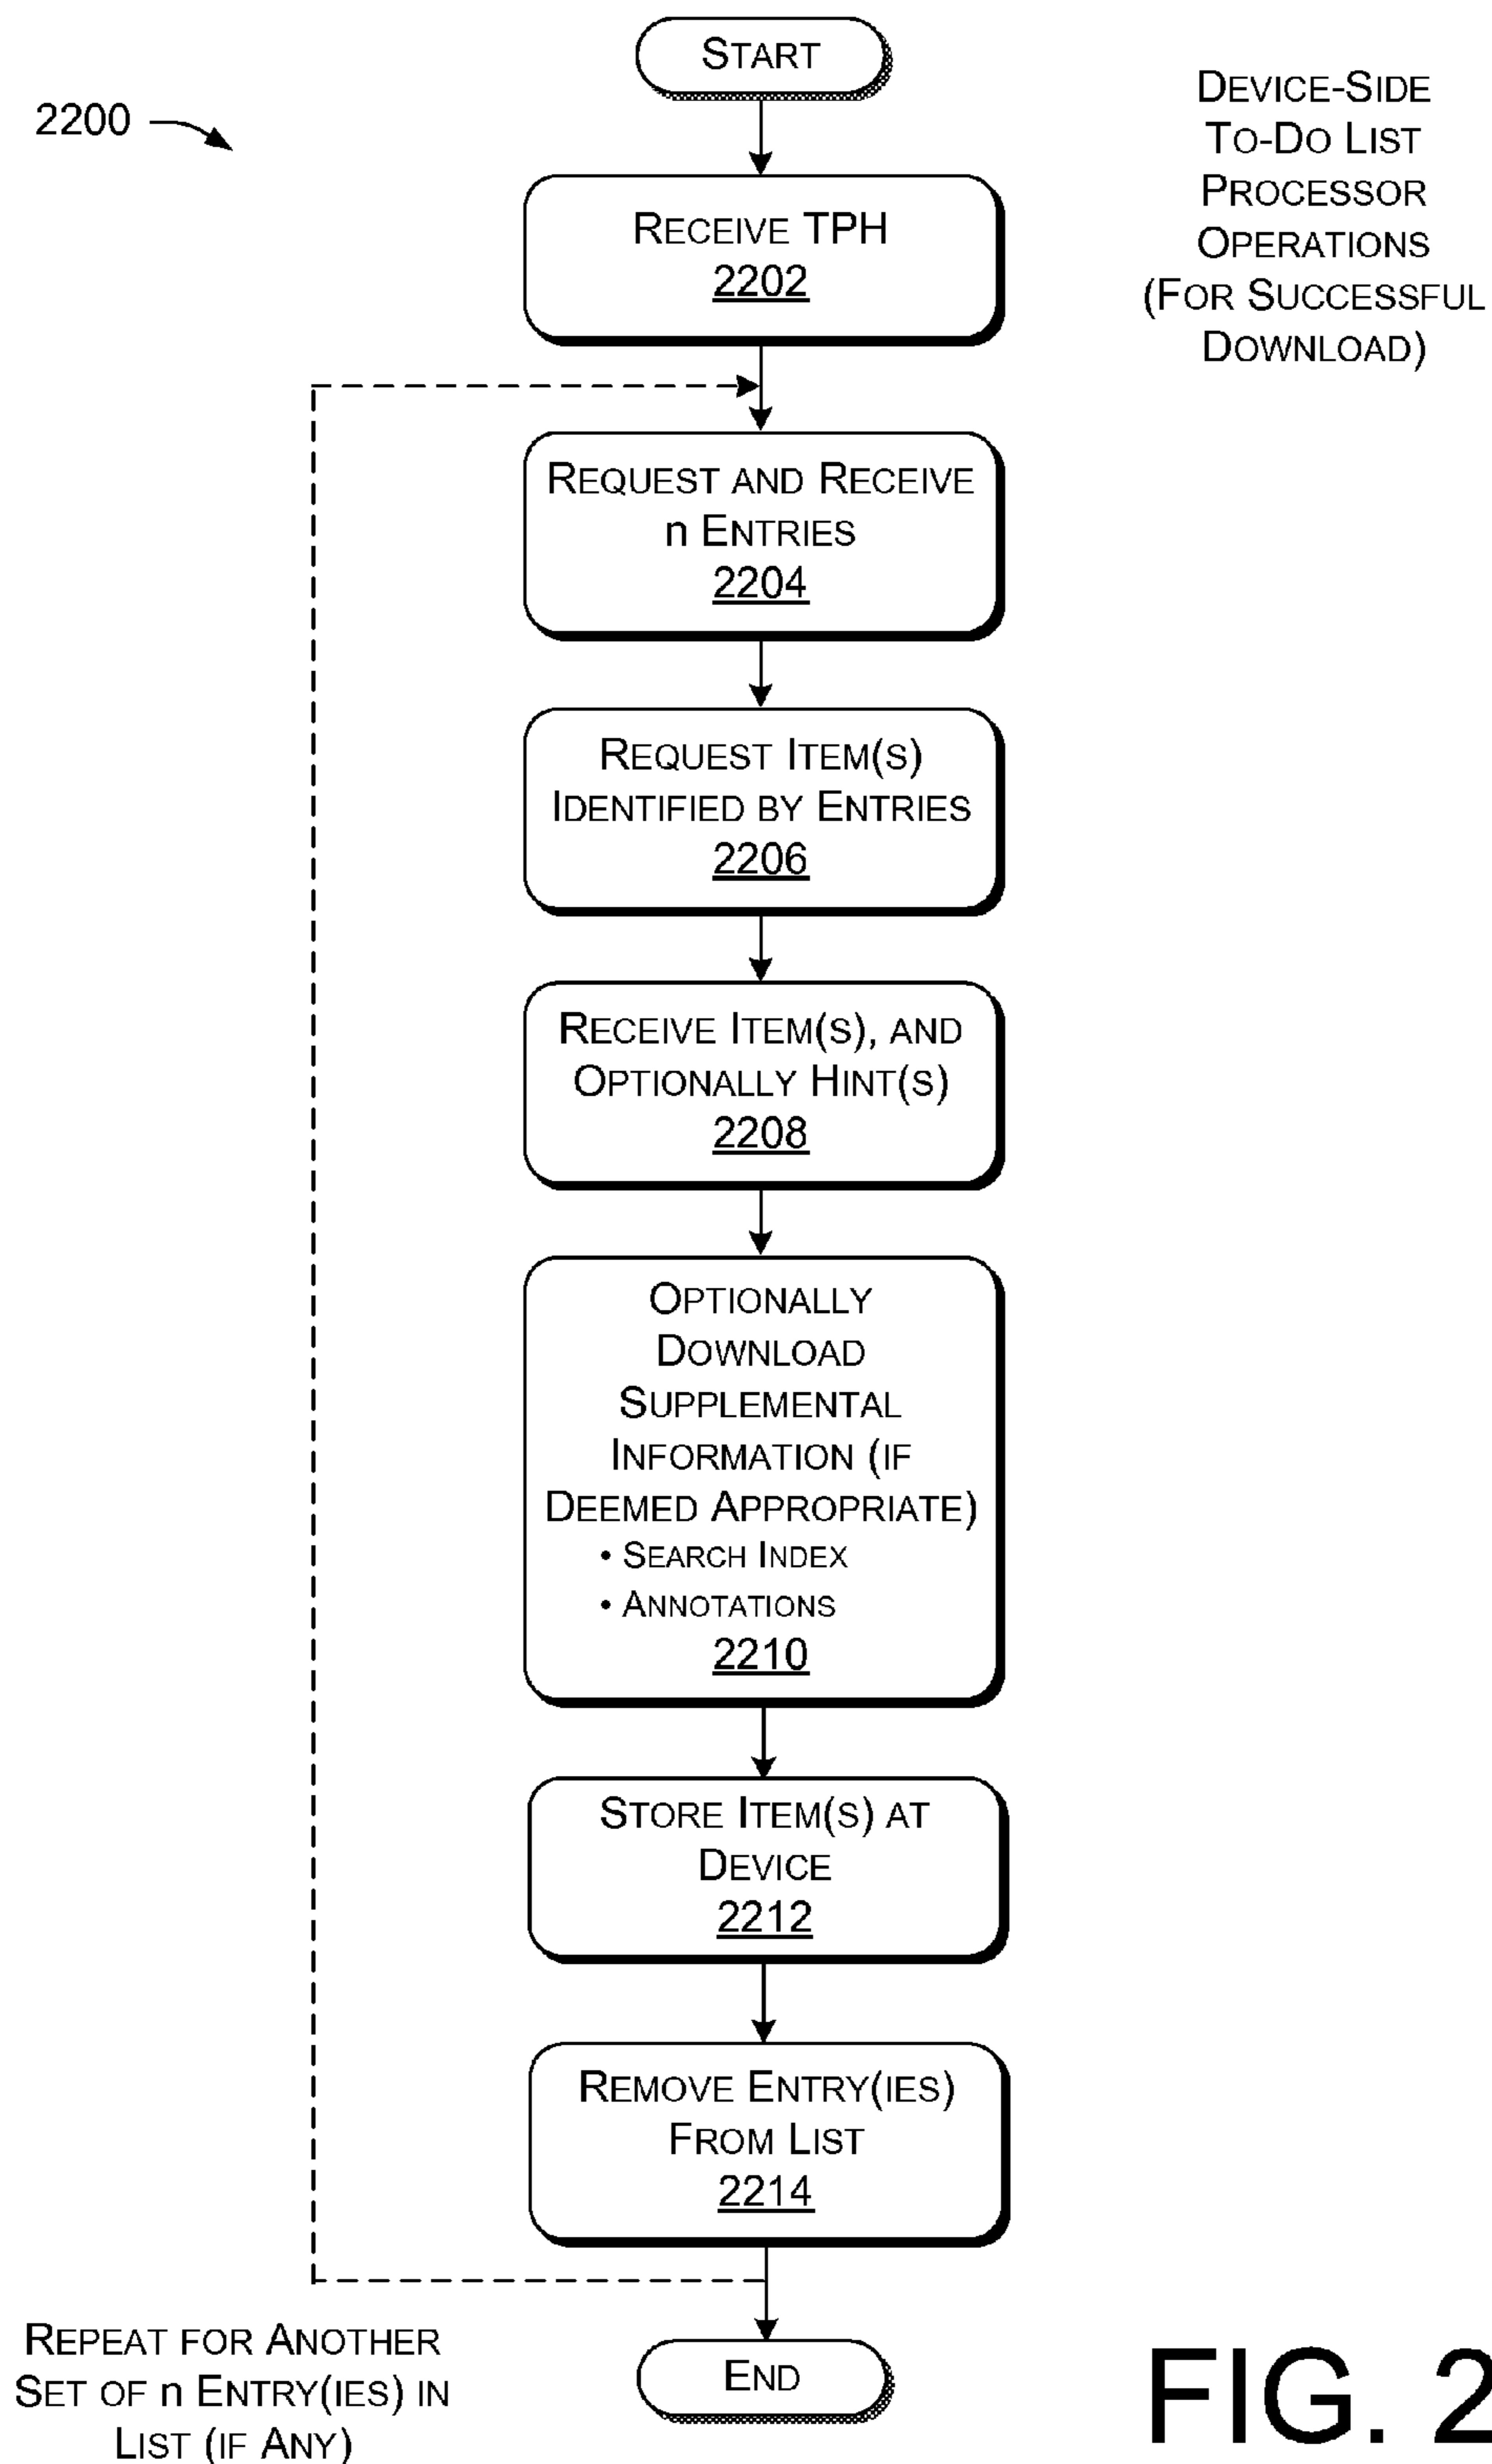 START
2200
DEVICE-SIDE
TO-DO LIST
PROCESSOR
OPERATIONS
(FOR SUCCESSFUL
DOWNLOAD)
RECEIVE TPH
2202
REQUEST AND RECEIVE
n ENTRIES
2204
REQUEST ITEM(S)
IDENTIFIED BY ENTRIES
2206
RECEIVE ITEM(S), AND
OPTIONALLY HINT(S)
2208
OPTIONALLY
DOWNLOAD
SUPPLEMENTAL
INFORMATION (IF
DEEMED APPROPRIATE)
• SEARCH INDEX
• ANNOTATIONS
2210
STORE ITEM(S) AT
DEVICE
2212
REMOVE ENTRY(IES)
FROM LIST
2214
REPEAT FOR ANOTHER
SET OF n ENTRY(IES) IN
LIST (IF ANY)
END
FIG. 2